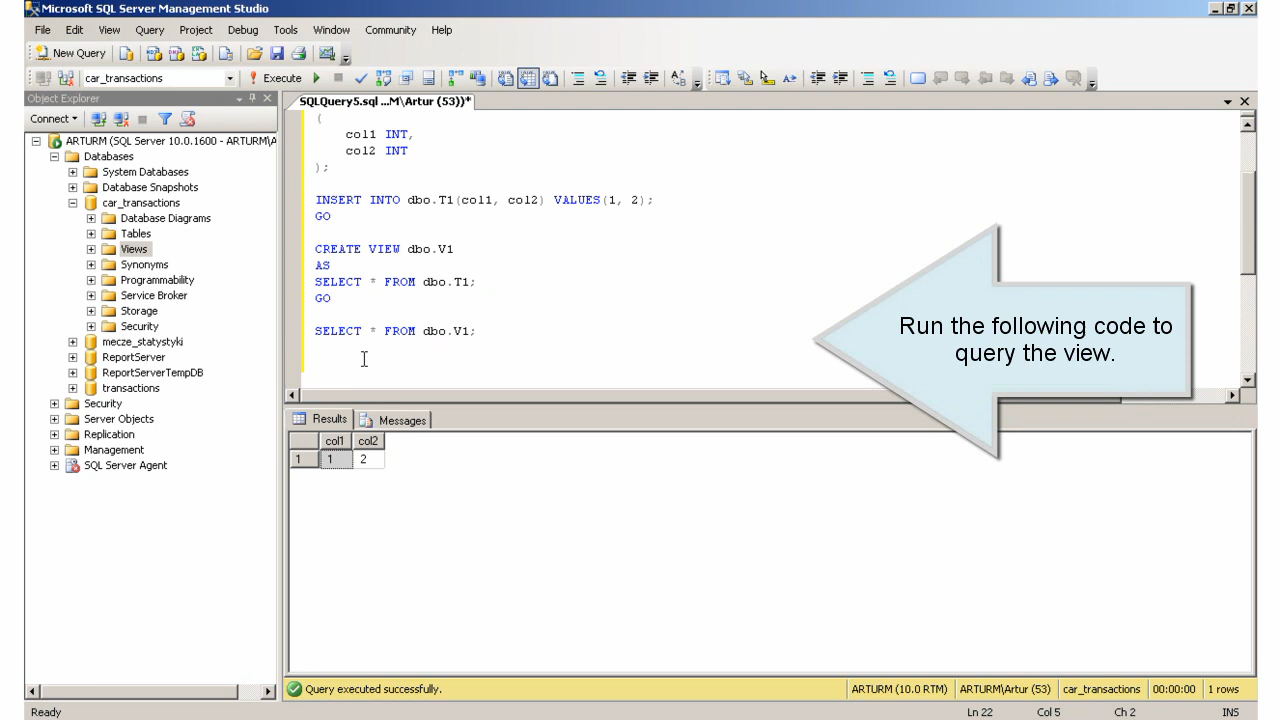 Microsoft SQL Server Management Studio
File Edit View Query Project Debug Tools Window Community Help
New Query
car_transactions Execute
Object Explorer
SQLQuery5.sql ...M\Artur (53))*
Connect
ARTURM (SQL Server 10.0.1600 - ARTURM\A
Databases
System Databases
Database Snapshots
car_transactions
Database Diagrams
Tables
Views
Synonyms
Programmability
Service Broker
Storage
Security
mecze_statystyki
ReportServer
ReportServerTempDB
transactions
Security
Server Objects
Replication
Management
SQL Server Agent
(
col1 INT,
col2 INT
);
INSERT INTO dbo.T1(col1, col2) VALUES(1, 2);
GO
CREATE VIEW dbo.V1
AS
SELECT * FROM dbo.T1;
GO
SELECT * FROM dbo.V1;
Run the following code to
query the view.
Results Messages
col1 col2
1 1 2
Query executed successfully. ARTURM (10.0 RTM) ARTURM\Artur (53) car_transactions 00:00:00 1 rows
Ready Ln 22 Col 5 Ch 2 INS